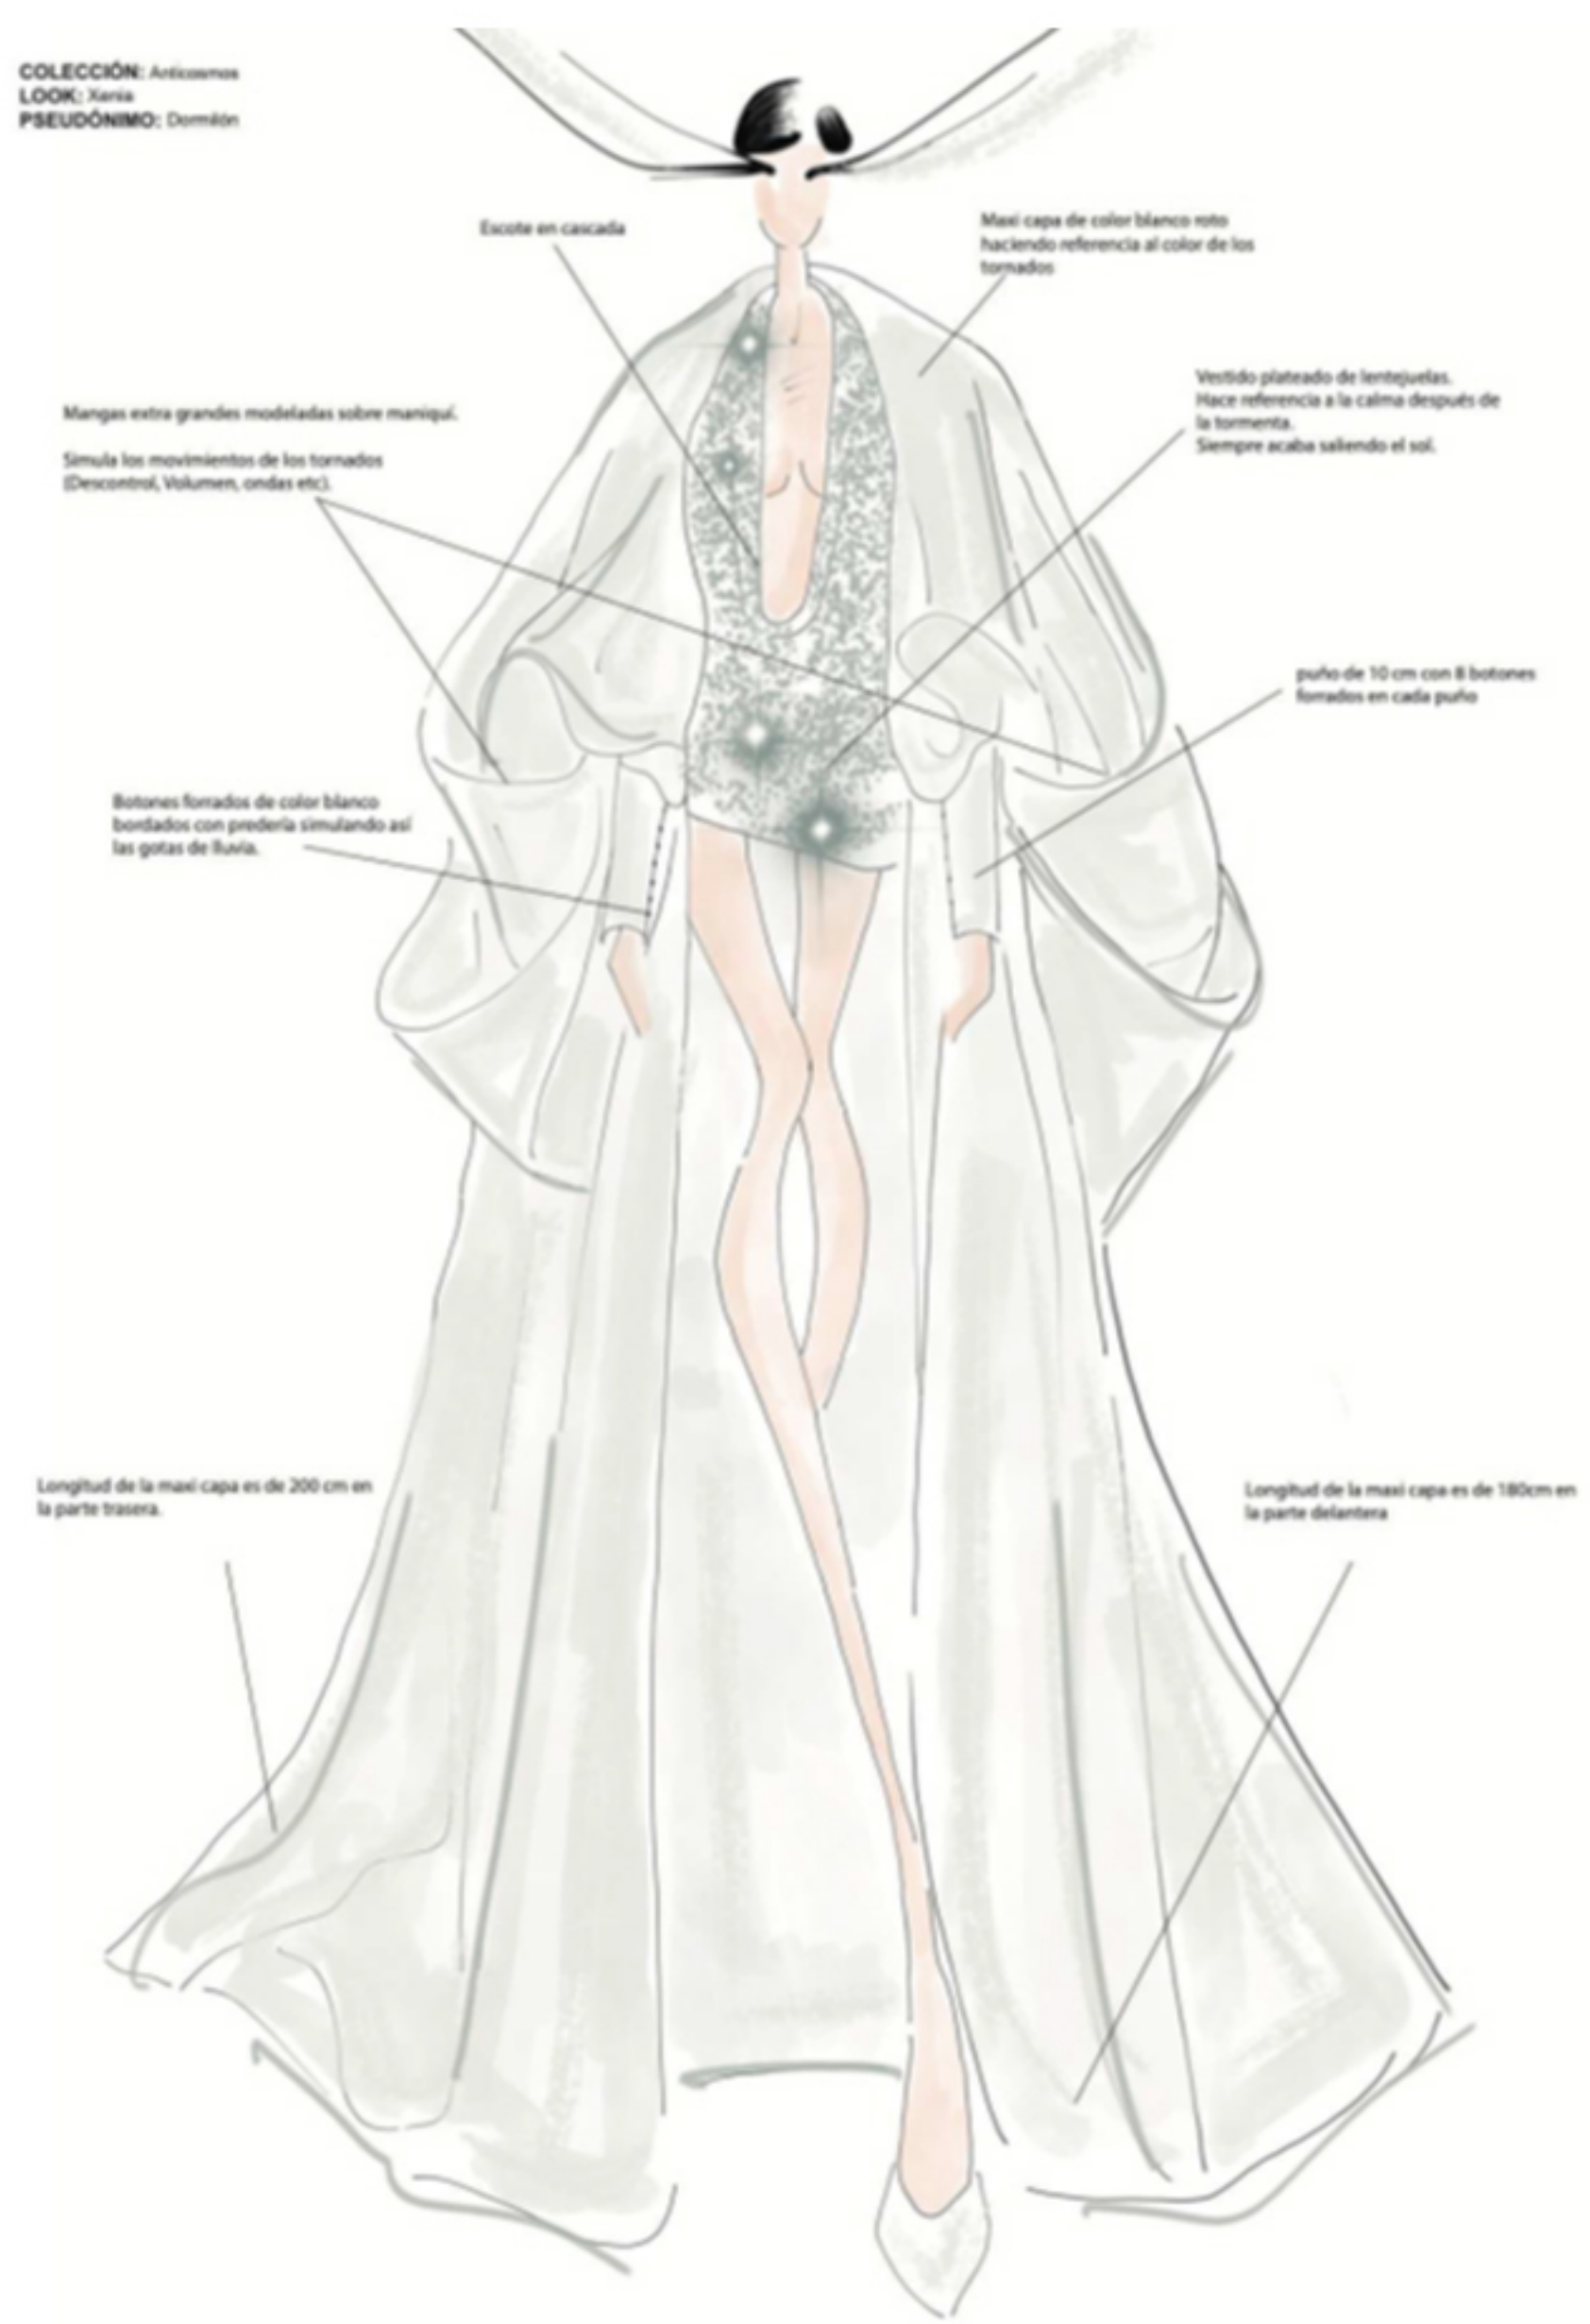 COLECCIÓN: Anticosmos
LOOK: Xenia
PSEUDÓNIMO: Dormilón
Escote en cascada
Maxi capa de color blanco roto
haciendo referencia al color de los
tornados
Vestido plateado de lentejuelas.
Hace referencia a la calma después de
la tormenta.
Siempre acaba saliendo el sol.
Mangas extra grandes modeladas sobre maniquí.
Simula los movimientos de los tornados
(Descontrol, Volumen, ondas etc).
puño de 10 cm con 8 botones
forrados en cada puño
Botones forrados de color blanco
bordados con predería simulando así
las gotas de lluvia.
Longitud de la maxi capa es de 200 cm en
la parte trasera.
Longitud de la maxi capa es de 180cm en
la parte delantera